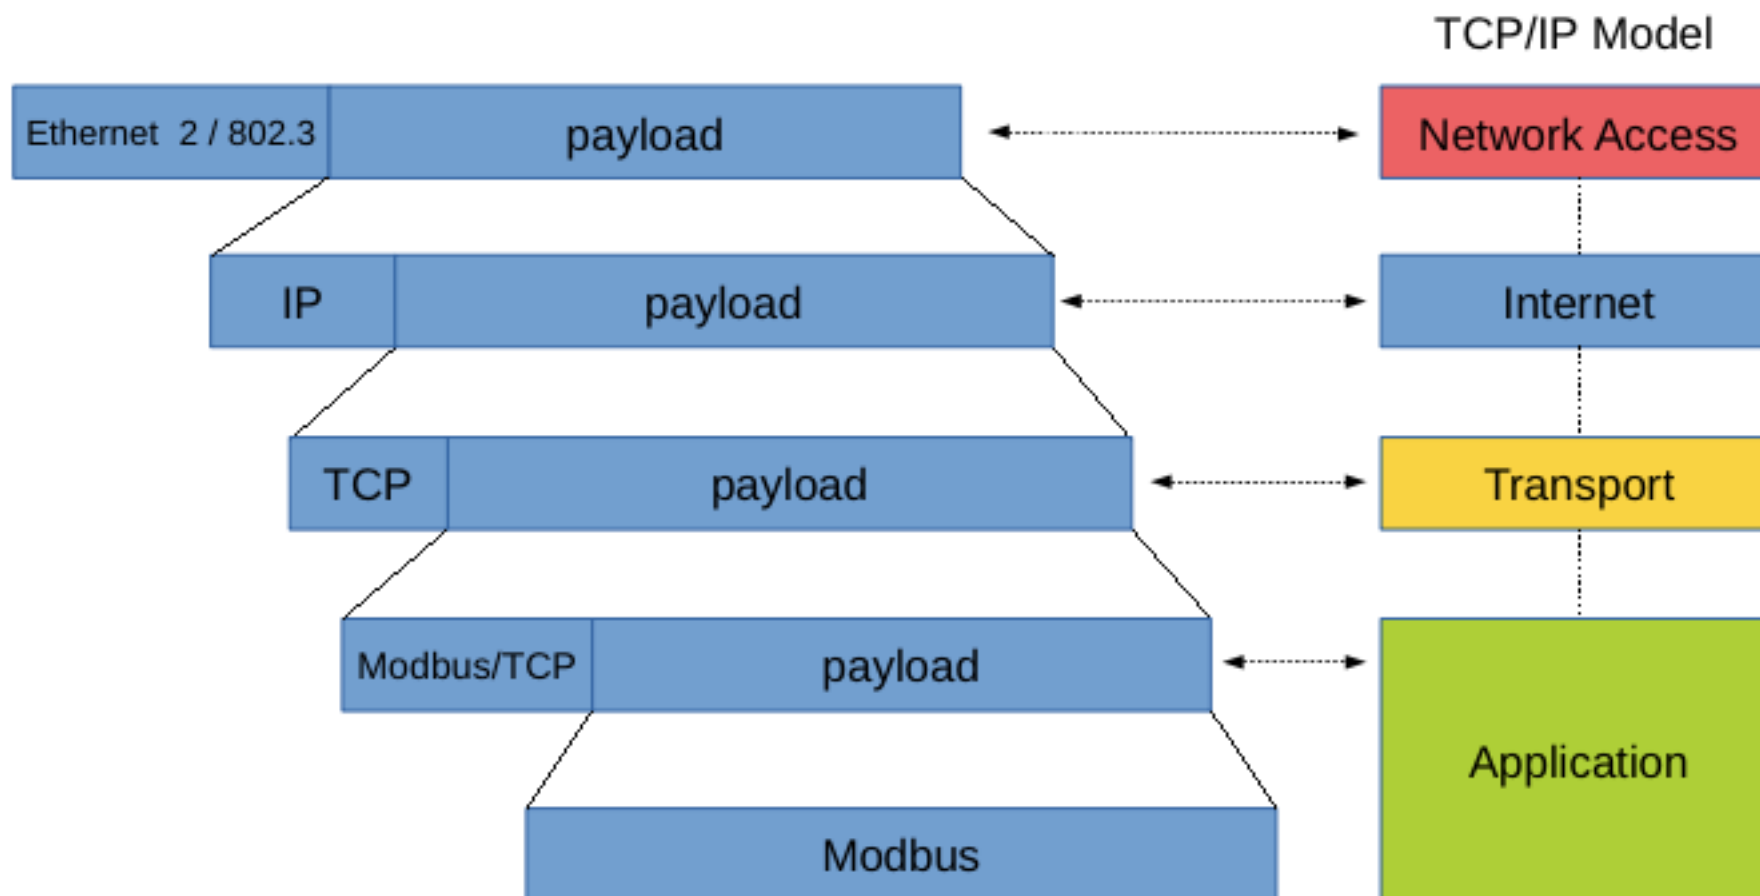 TCP/IP Model
Ethernet  2 / 802.3 payload Network Access
IP payload Internet
TCP payload Transport
Modbus/TCP payload
Application
Modbus